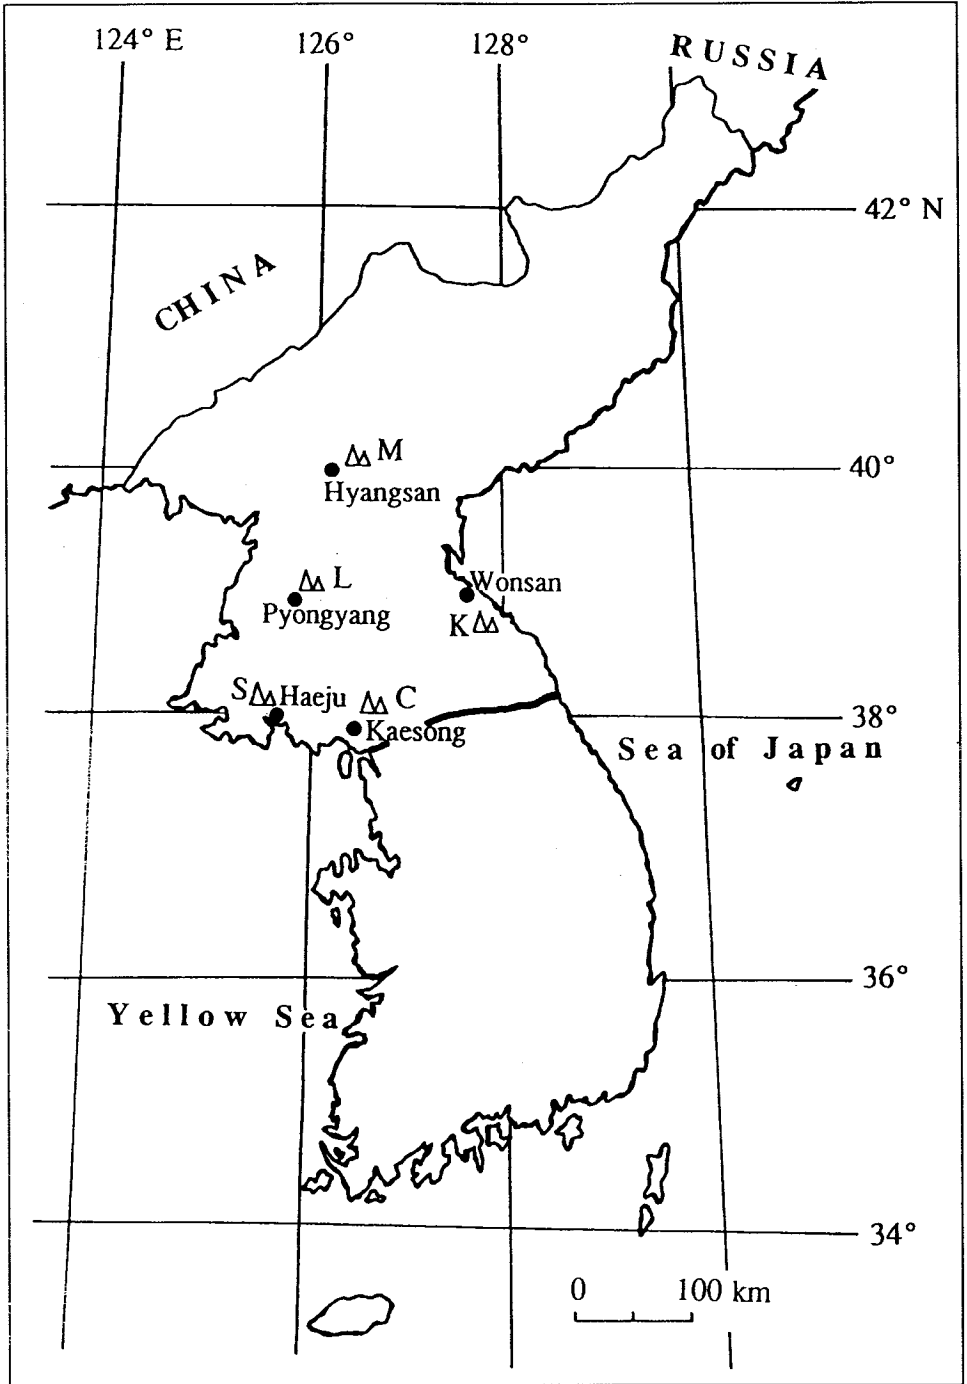 124° E 126° 128° RUSSIA
42° N
CHINA
M
40°
Hyangsan
L
Wonsan
Pyongyang
K
S Haeju C
Kaesong
38°
Sea of Japan
36°
Yellow Sea
34°
0 100 km